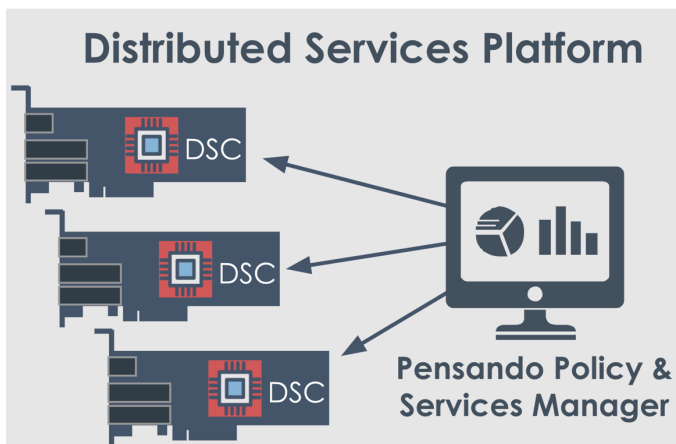 Distributed Services Platform
DSC
DSC
DSC
Pensando Policy &
Services Manager